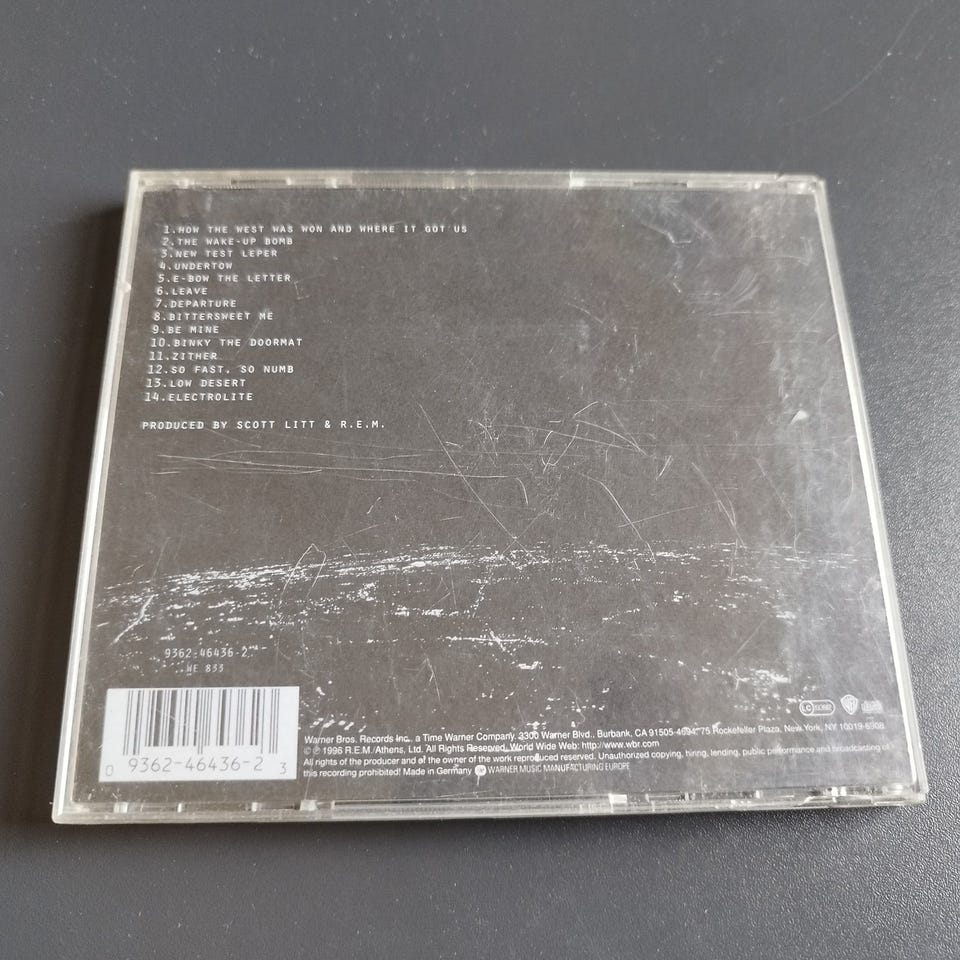 1.HOW THE WEST WAS WON AND WHERE IT GOT US
2.THE WAKE-UP BOMB
3.NEW TEST LEPER
4.UNDERTOW
5.E-BOW THE LETTER
6.LEAVE
7.DEPARTURE
8.BITTERSWEET ME
9.BE MINE
10.BINKY THE DOORMAT
11.ZITHER
12.SO FAST, SO NUMB
13.LOW DESERT
14.ELECTROLITE
PRODUCED BY SCOTT LITT & R.E.M.
9362-46436-2
WE 833
0 9362-46436-2 3
LC
Warner Bros. Records Inc., a Time Warner Company. 3300 Warner Blvd., Burbank, CA 91505-4694. 75 Rockefeller Plaza, New York, NY 10019-6908.
©℗ 1996 R.E.M./Athens, Ltd. All Rights Reserved. World Wide Web: http://www.wbr.com
All rights of the producer and of the owner of the work reproduced reserved. Unauthorized copying, hiring, lending, public performance and broadcasting of
this recording prohibited! Made in Germany WARNER MUSIC MANUFACTURING EUROPE